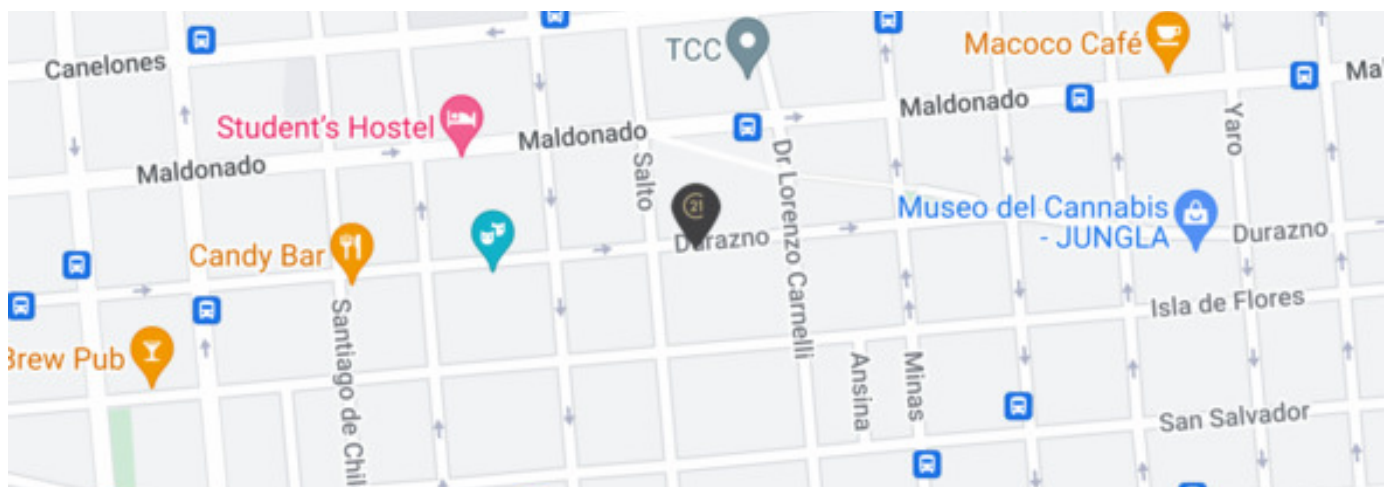 Canelones
TCC
Macoco Café
Maldonado
Student's Hostel
Maldonado
Maldonado
Salto
Dr Lorenzo Carnelli
Yaro
21
Durazno
Museo del Cannabis
- JUNGLA
Durazno
Candy Bar
Santiago de Chil
Isla de Flores
Brew Pub
Ansina
Minas
San Salvador